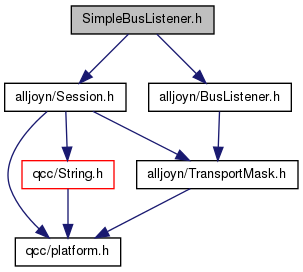 SimpleBusListener.h
alljoyn/Session.h
alljoyn/BusListener.h
qcc/String.h
alljoyn/TransportMask.h
qcc/platform.h